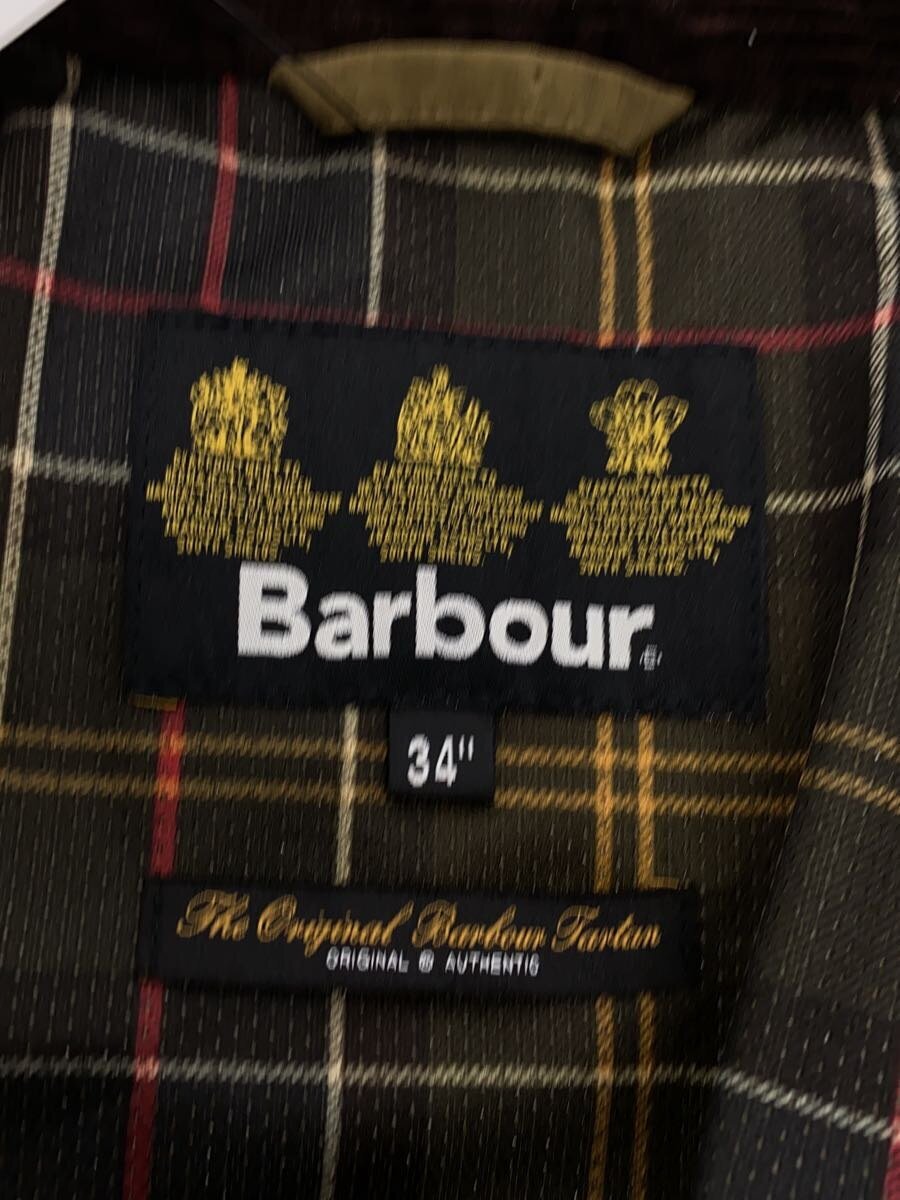 Barbour®
34"
The Original Barbour Tartan
ORIGINAL @ AUTHENTIC